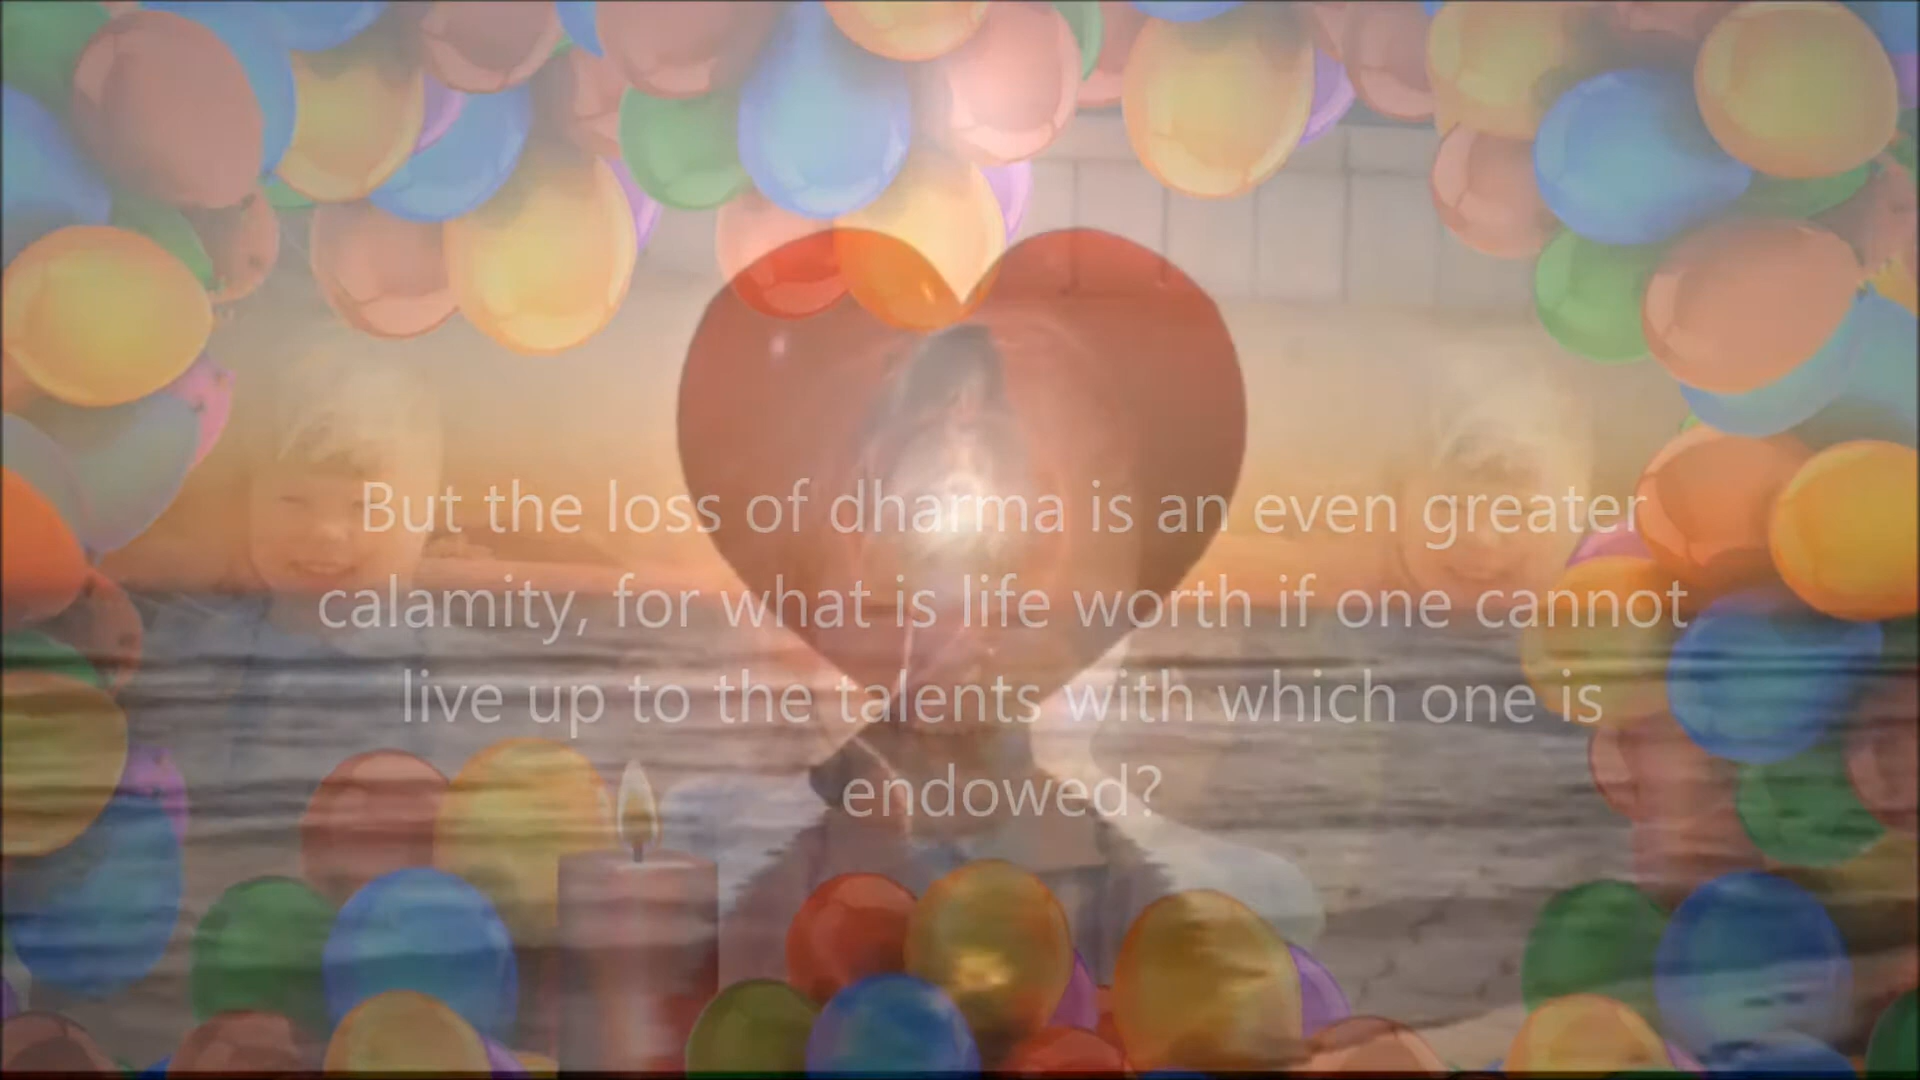 But the loss of dharma is an even greater
calamity, for what is life worth if one cannot
live up to the talents with which one is
endowed?